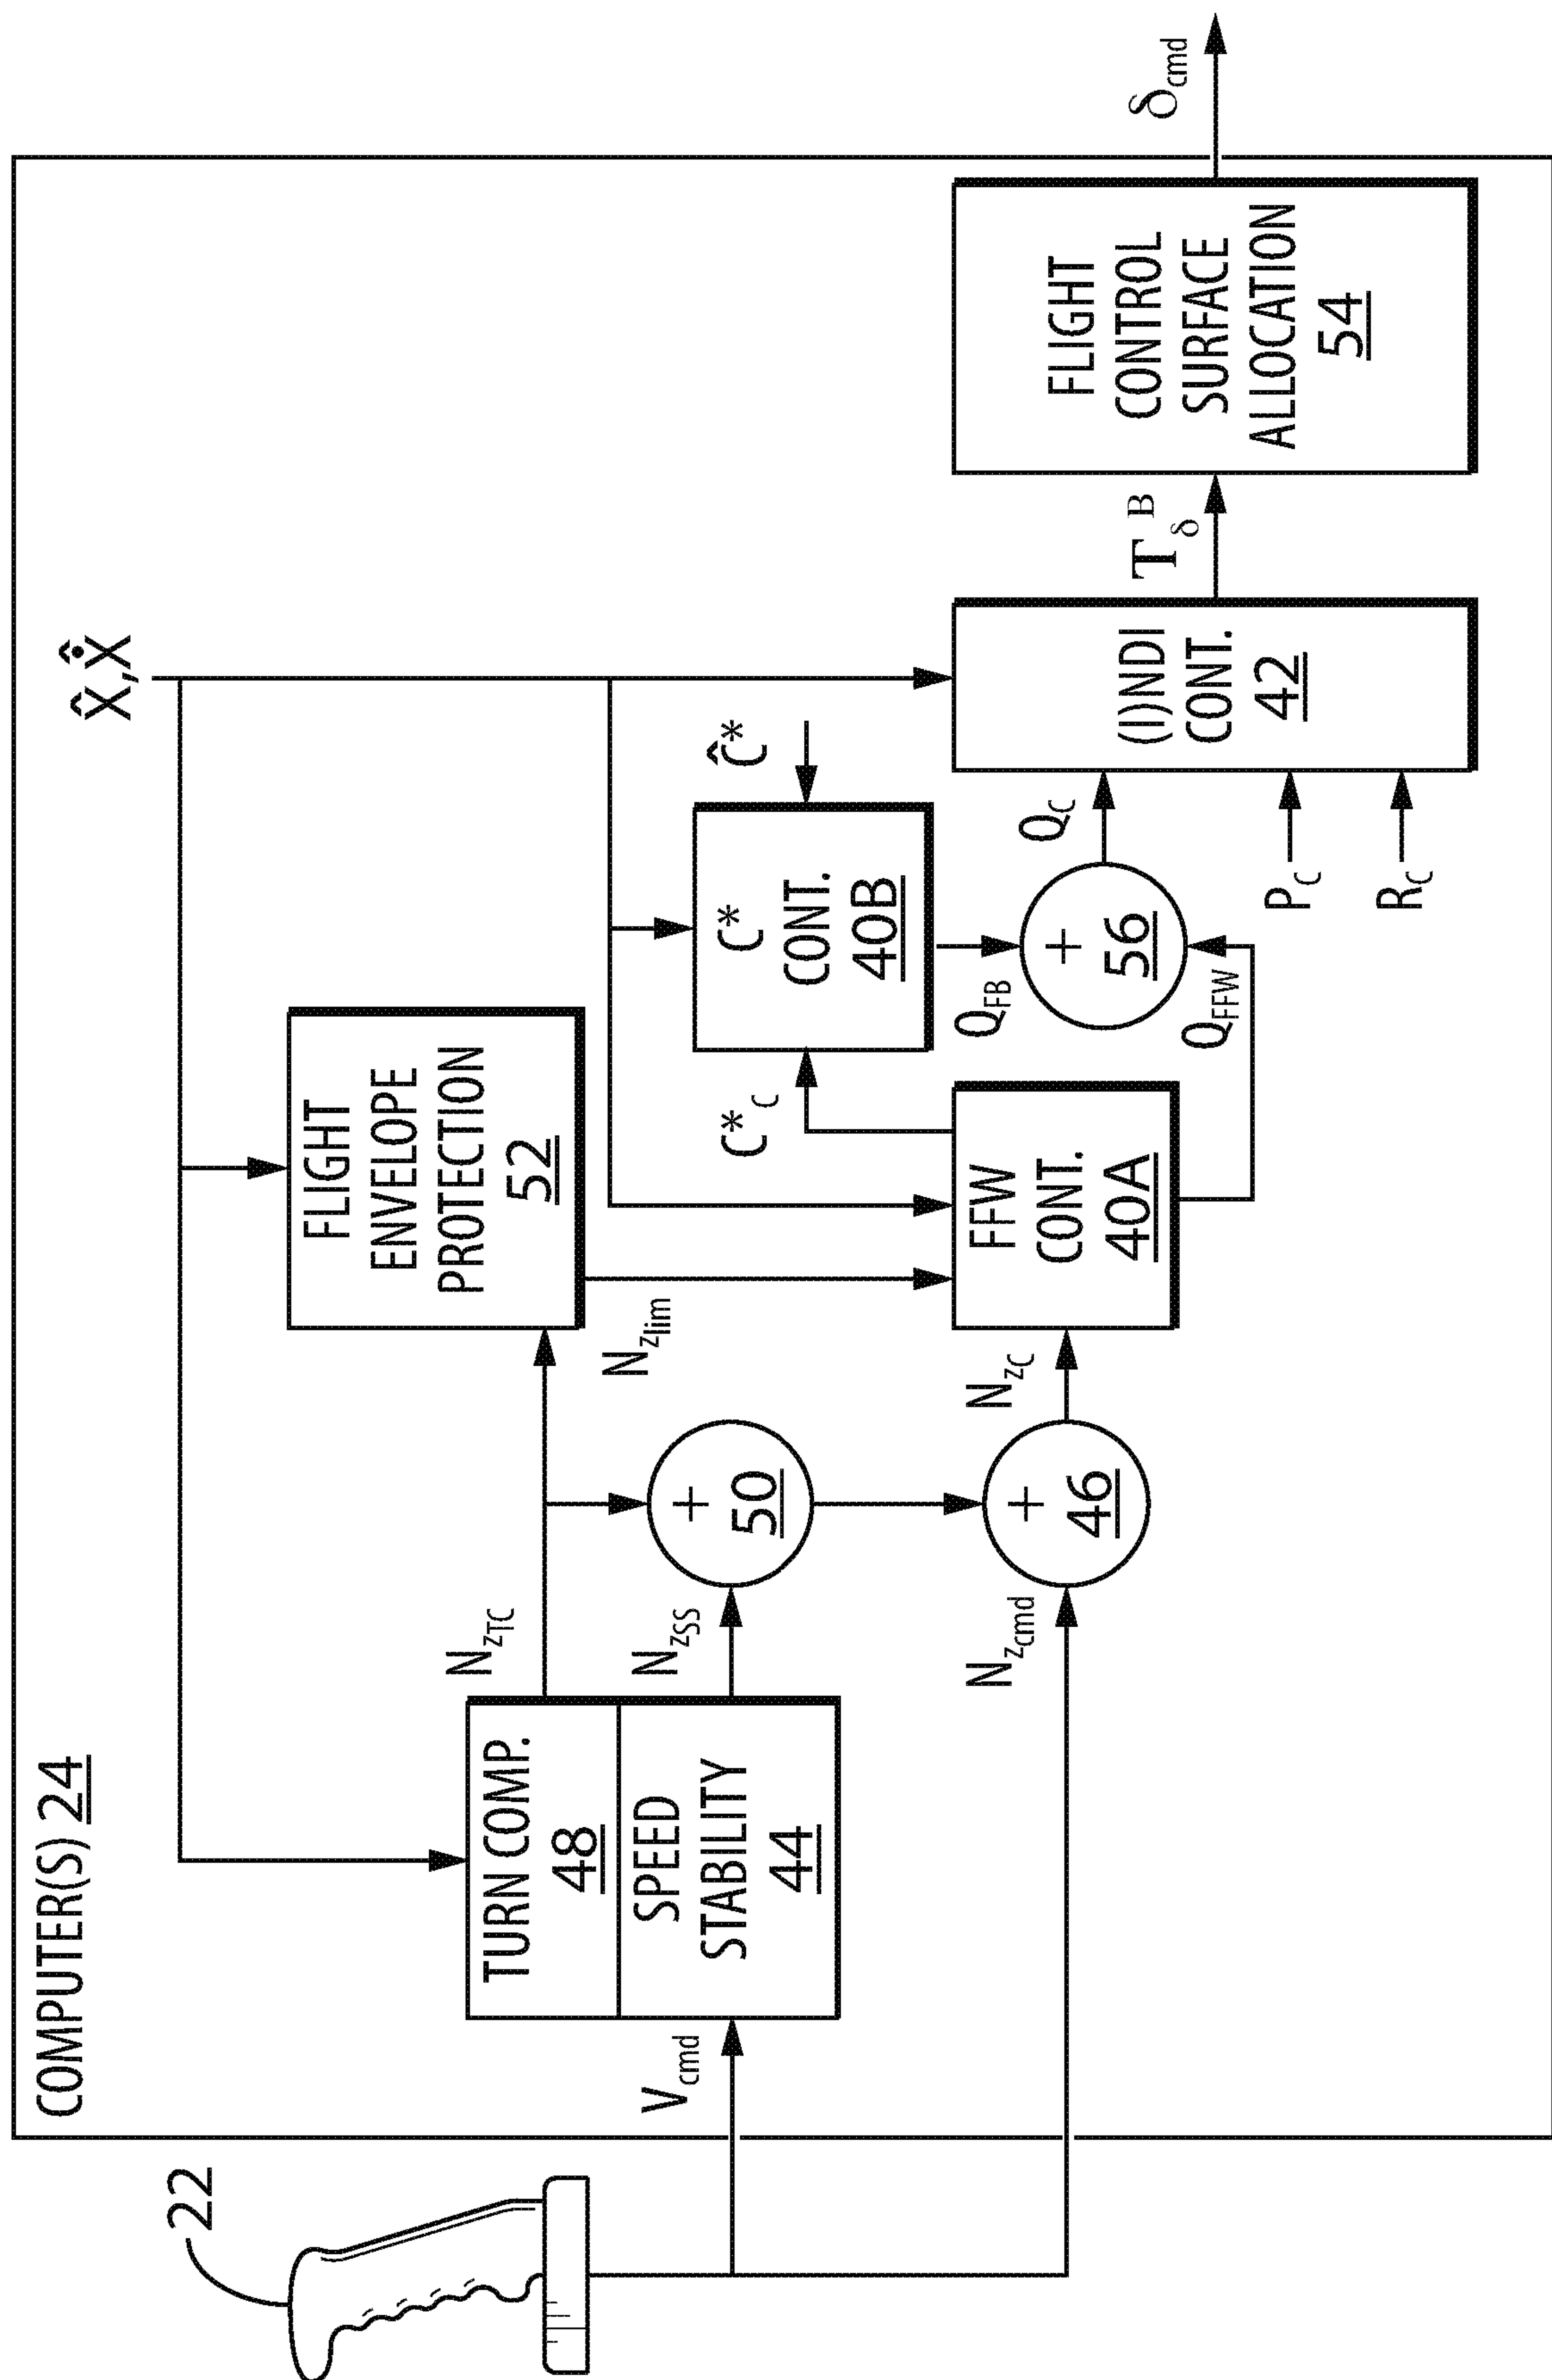 COMPUTER(S) 24
22
X̂,Ẋ̂
V_cmd
TURN COMP.
48
SPEED
STABILITY
44
N_zTC
N_zSS
N_zcmd
+
50
+
46
FLIGHT
ENVELOPE
PROTECTION
52
N_zlim
N_zC
FFW
CONT.
40A
C*_C
C*
CONT.
40B
Ĉ*
Q_FB
Q_FFW
+
56
Q_C
P_C
R_C
(I)NDI
CONT.
42
T_δ^B
FLIGHT
CONTROL
SURFACE
ALLOCATION
54
δ_cmd